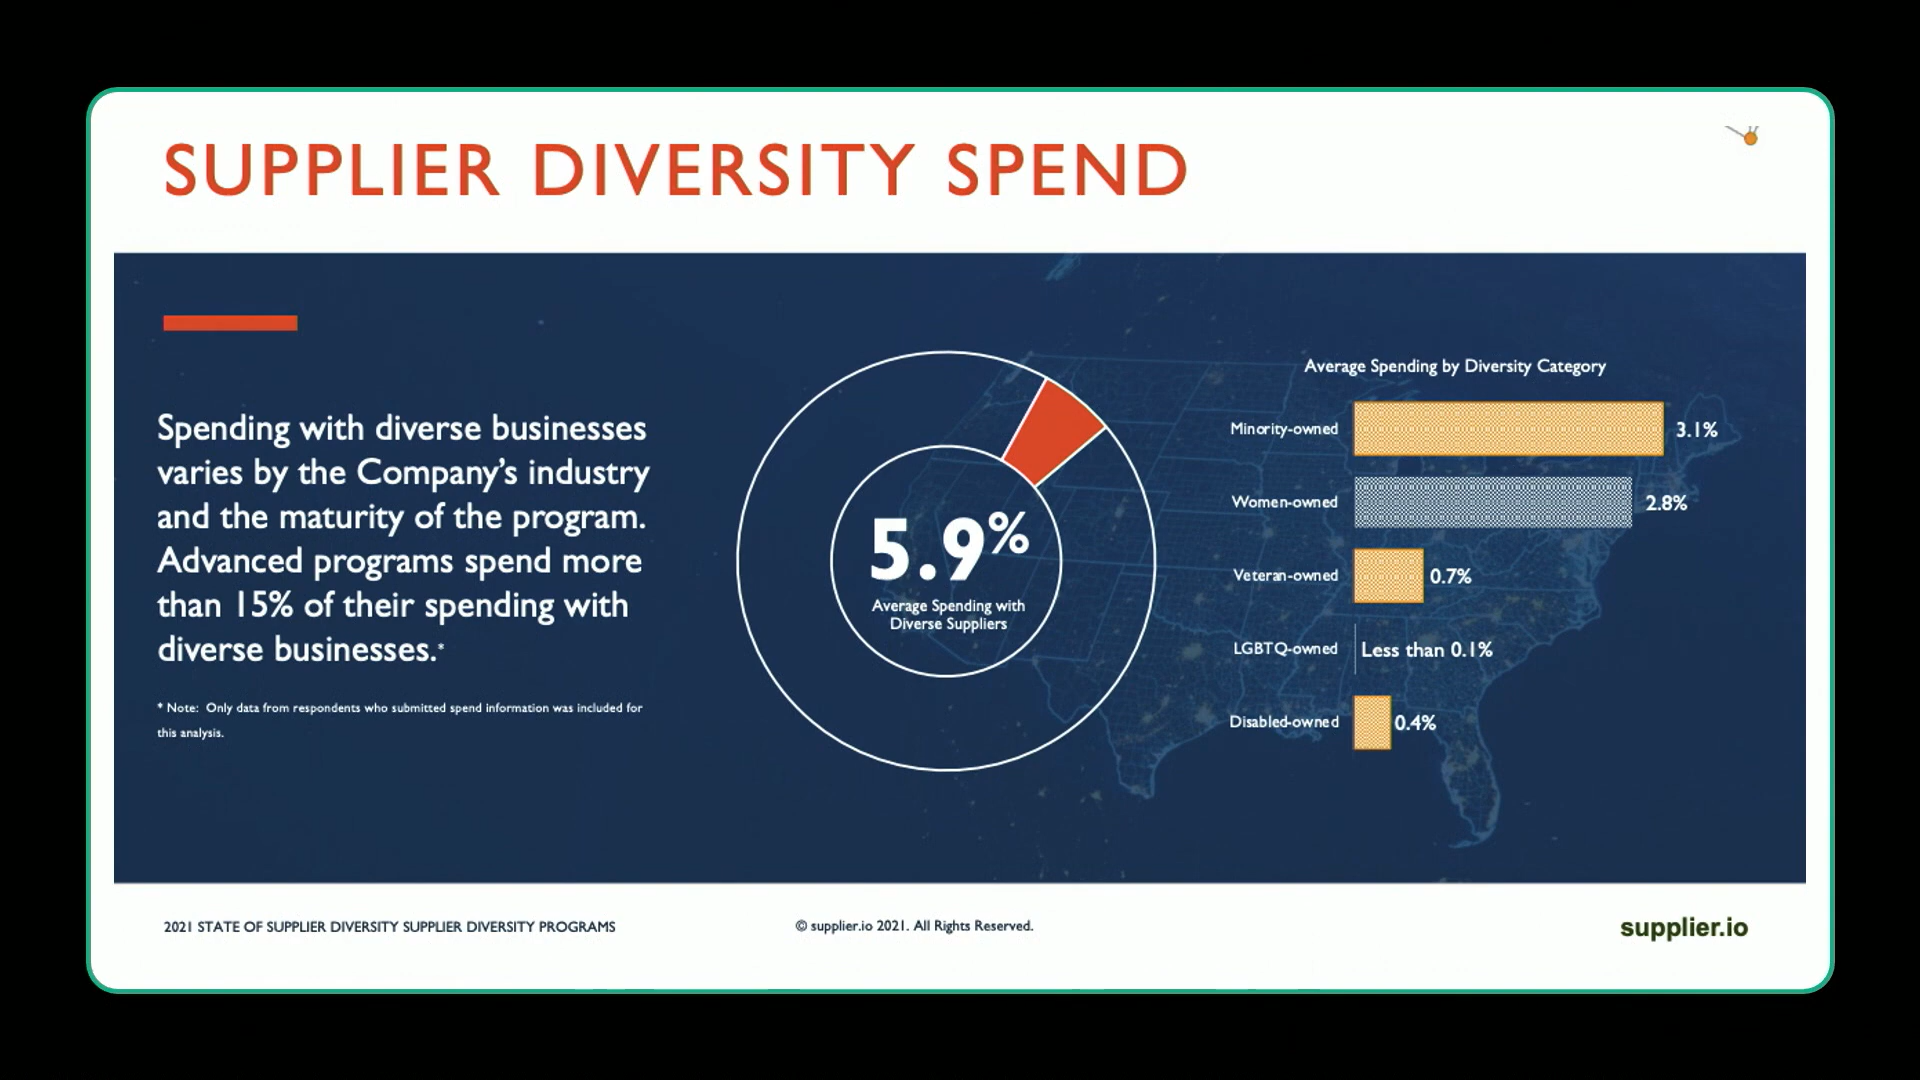 SUPPLIER DIVERSITY SPEND
Spending with diverse businesses
varies by the Company's industry
and the maturity of the program.
Advanced programs spend more
than 15% of their spending with
diverse businesses.*
* Note: Only data from respondents who submitted spend information was included for
this analysis.
5.9%
Average Spending with
Diverse Suppliers
Average Spending by Diversity Category
Minority-owned 3.1%
Women-owned 2.8%
Veteran-owned 0.7%
LGBTQ-owned Less than 0.1%
Disabled-owned 0.4%
2021 STATE OF SUPPLIER DIVERSITY SUPPLIER DIVERSITY PROGRAMS
© supplier.io 2021. All Rights Reserved.
supplier.io